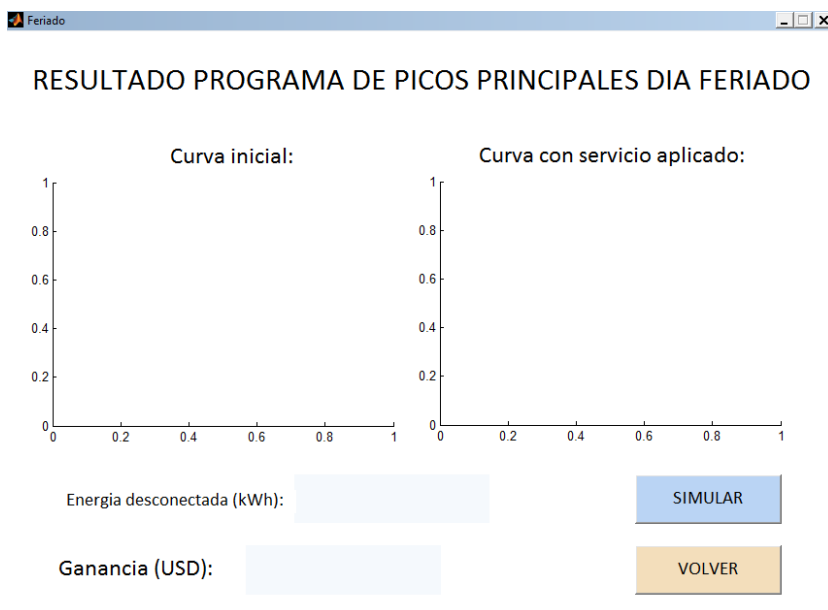 Feriado
RESULTADO PROGRAMA DE PICOS PRINCIPALES DIA FERIADO
Curva inicial:
1
0.8
0.6
0.4
0.2
0
0 0.2 0.4 0.6 0.8 1
Curva con servicio aplicado:
1
0.8
0.6
0.4
0.2
0
0 0.2 0.4 0.6 0.8 1
Energia desconectada (kWh):
SIMULAR
Ganancia (USD):
VOLVER